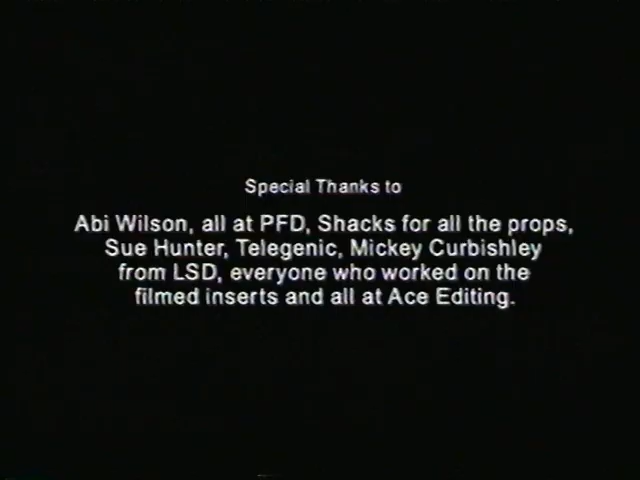 Special Thanks to
Abi Wilson, all at PFD, Shacks for all the props,
Sue Hunter, Telegenic, Mickey Curbishley
from LSD, everyone who worked on the
filmed inserts and all at Ace Editing.